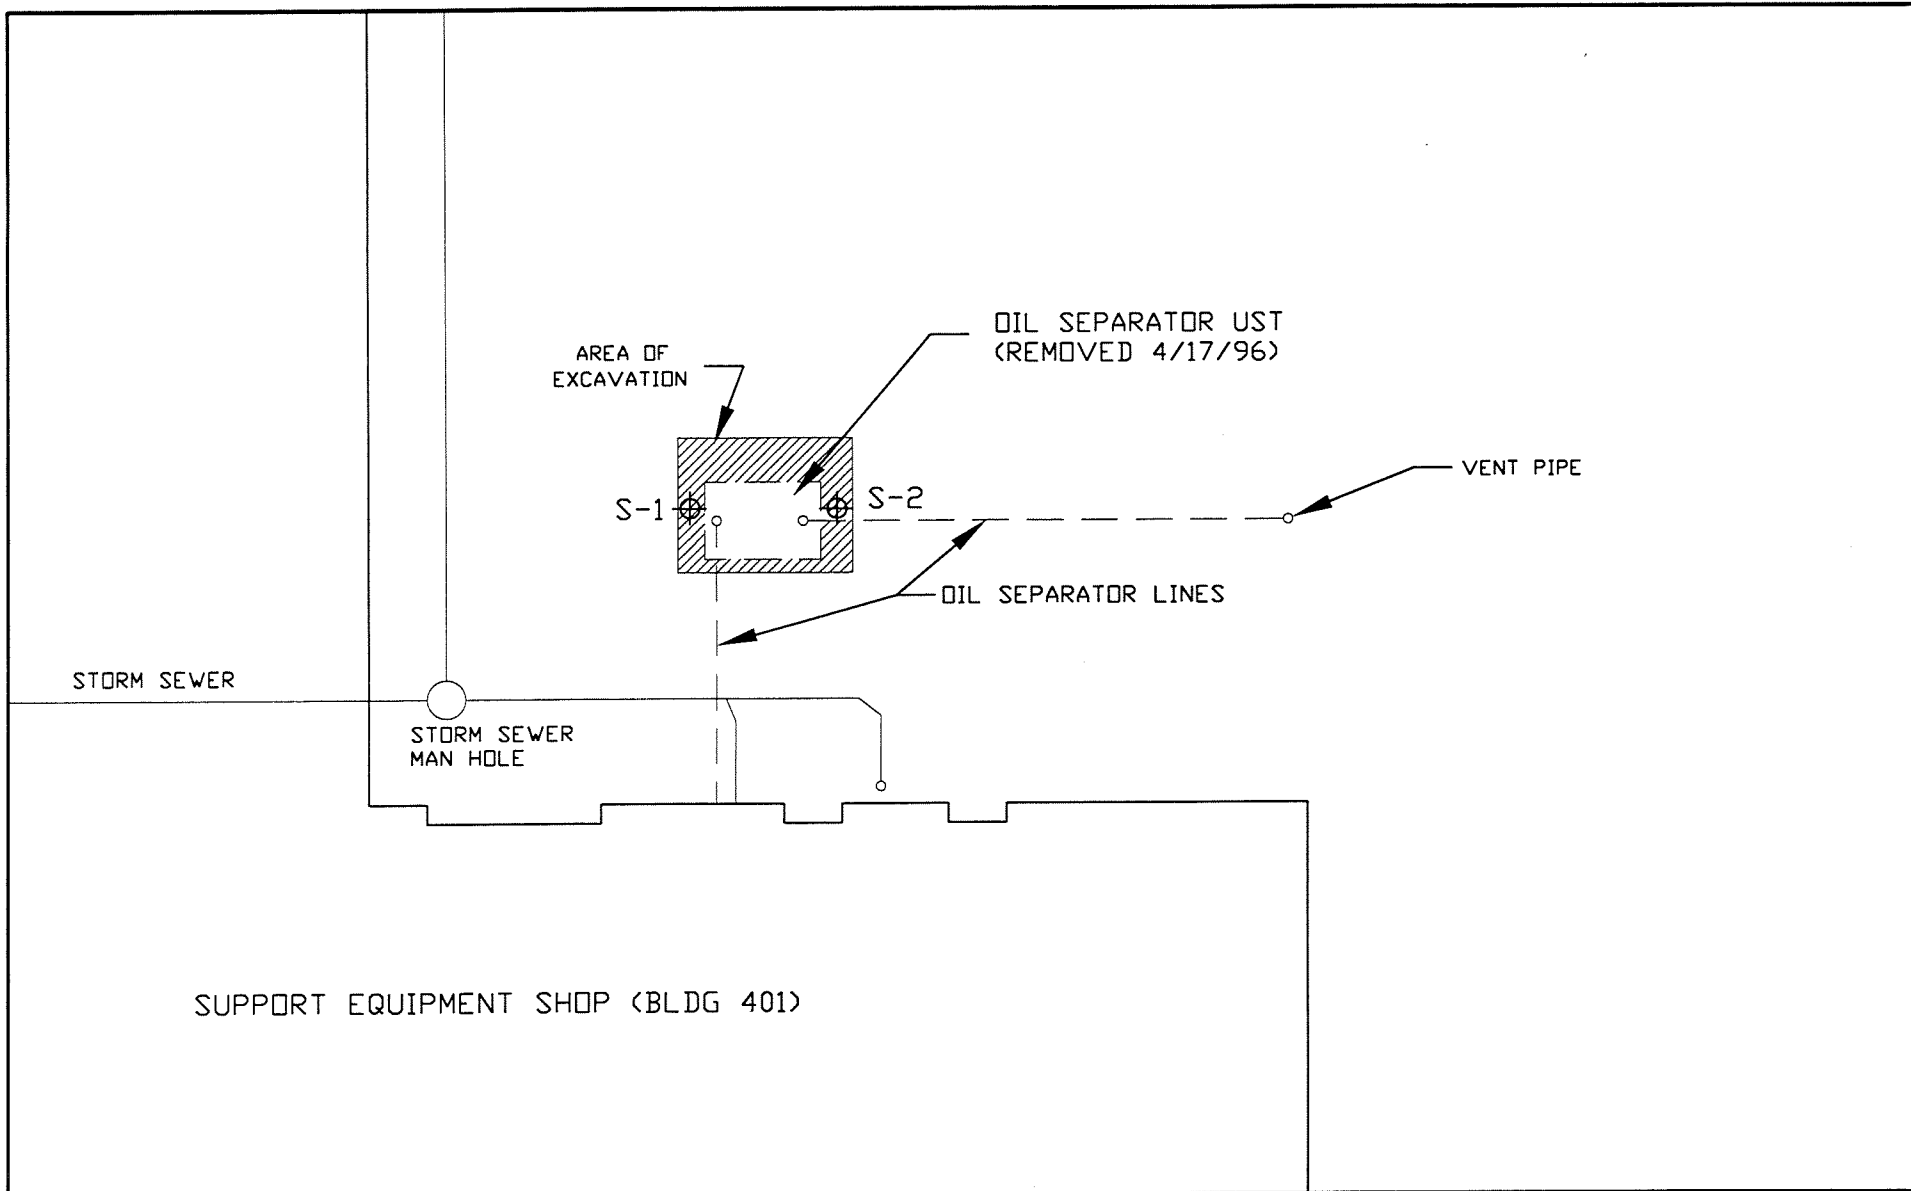 OIL SEPARATOR UST
(REMOVED 4/17/96)
AREA OF
EXCAVATION
VENT PIPE
S-1
S-2
OIL SEPARATOR LINES
STORM SEWER
STORM SEWER
MAN HOLE
SUPPORT EQUIPMENT SHOP (BLDG 401)